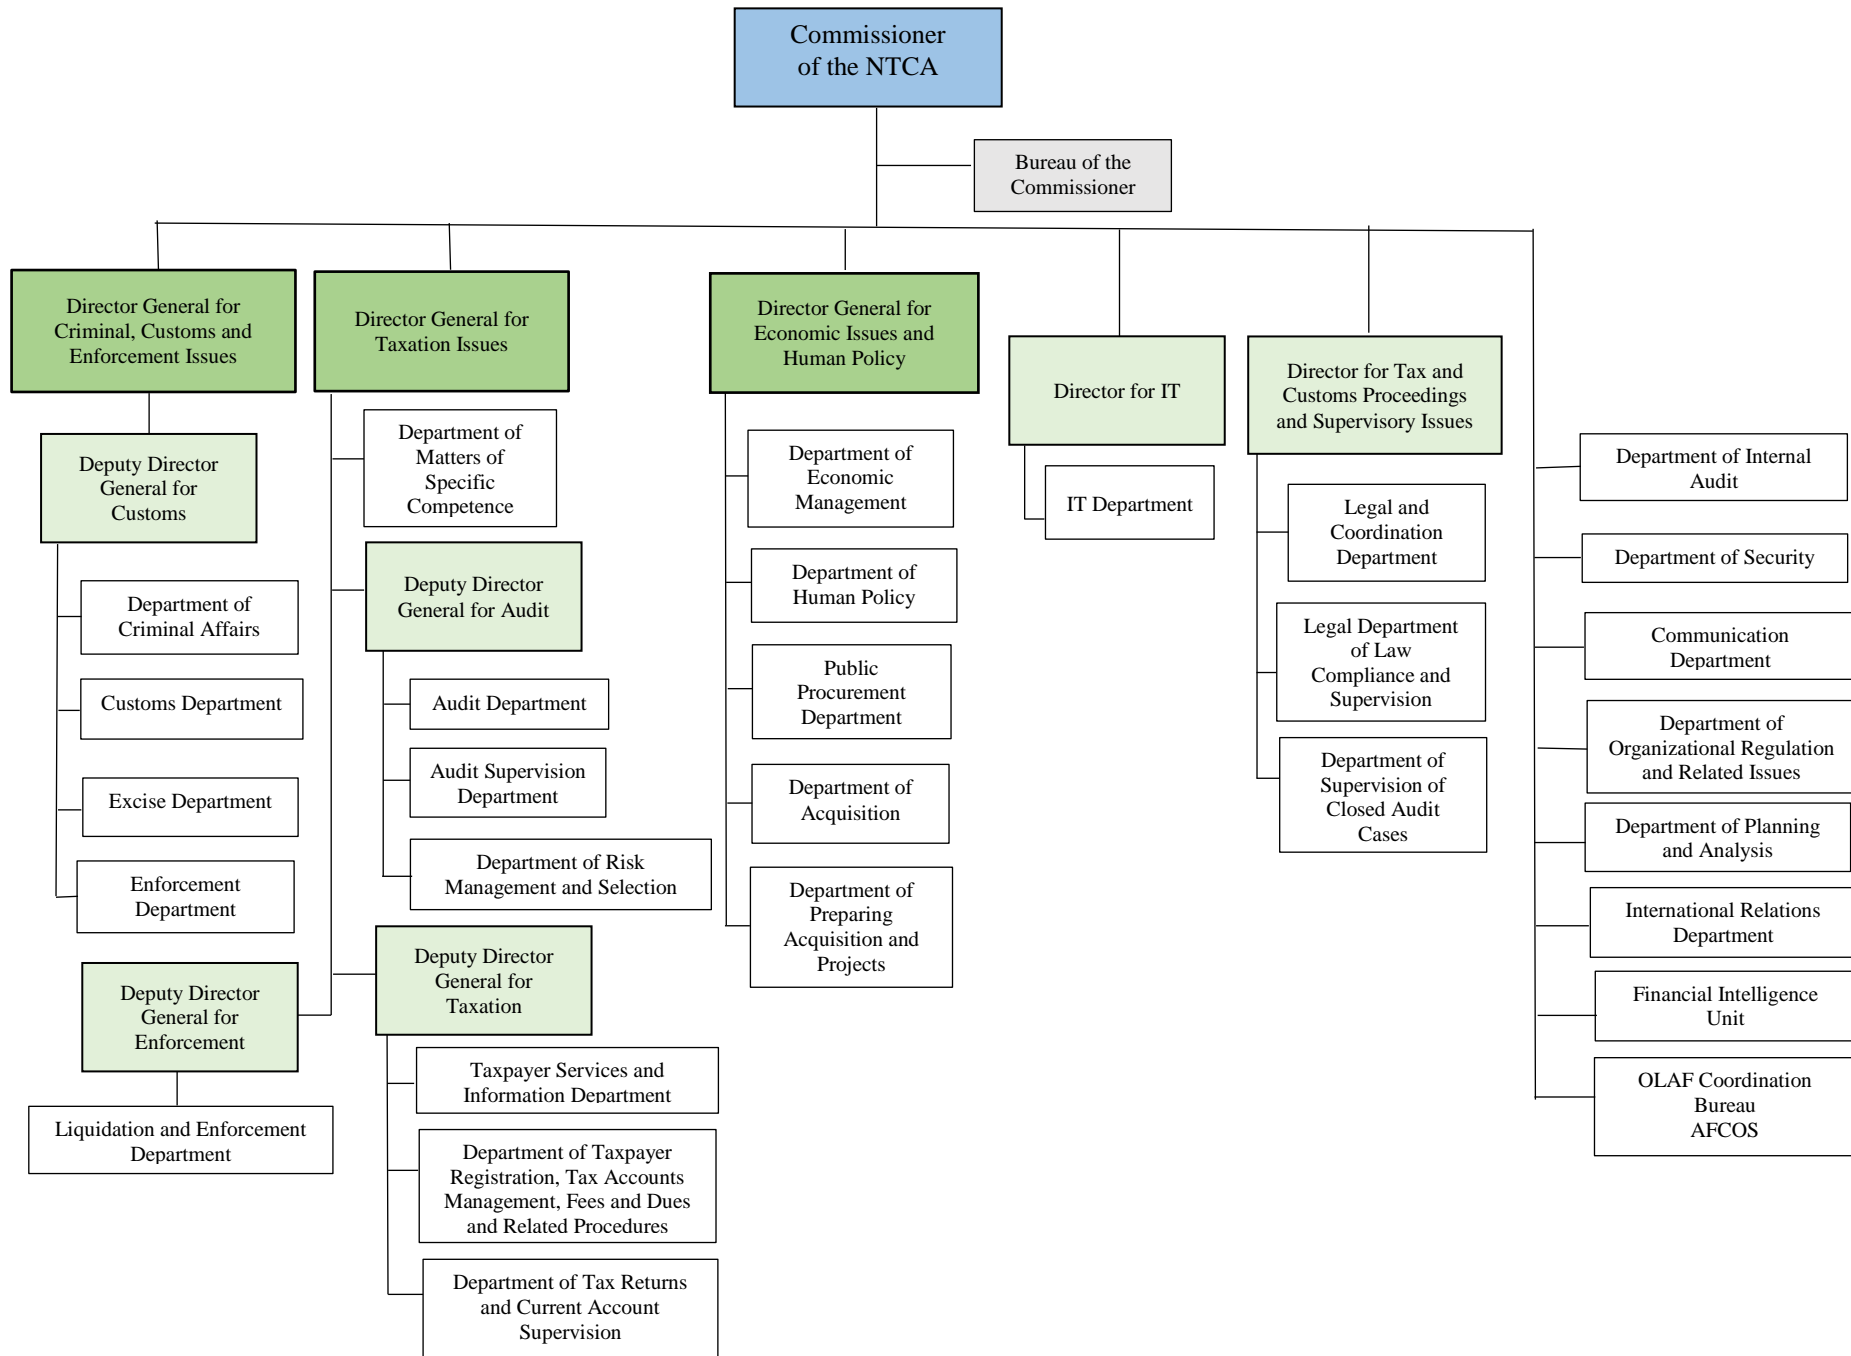 Commissioner
of the NTCA
Bureau of the
Commissioner
Director General for
Criminal, Customs and
Enforcement Issues
Deputy Director
General for
Customs
Department of
Criminal Affairs
Customs Department
Excise Department
Enforcement
Department
Deputy Director
General for
Enforcement
Liquidation and Enforcement
Department
Director General for
Taxation Issues
Department of
Matters of
Specific
Competence
Deputy Director
General for Audit
Audit Department
Audit Supervision
Department
Department of Risk
Management and Selection
Deputy Director
General for
Taxation
Taxpayer Services and
Information Department
Department of Taxpayer
Registration, Tax Accounts
Management, Fees and Dues
and Related Procedures
Department of Tax Returns
and Current Account
Supervision
Director General for
Economic Issues and
Human Policy
Department of
Economic
Management
Department of
Human Policy
Public
Procurement
Department
Department of
Acquisition
Department of
Preparing
Acquisition and
Projects
Director for IT
IT Department
Director for Tax and
Customs Proceedings
and Supervisory Issues
Legal and
Coordination
Department
Legal Department
of Law
Compliance and
Supervision
Department of
Supervision of
Closed Audit
Cases
Department of Internal
Audit
Department of Security
Communication
Department
Department of
Organizational Regulation
and Related Issues
Department of Planning
and Analysis
International Relations
Department
Financial Intelligence
Unit
OLAF Coordination
Bureau
AFCOS